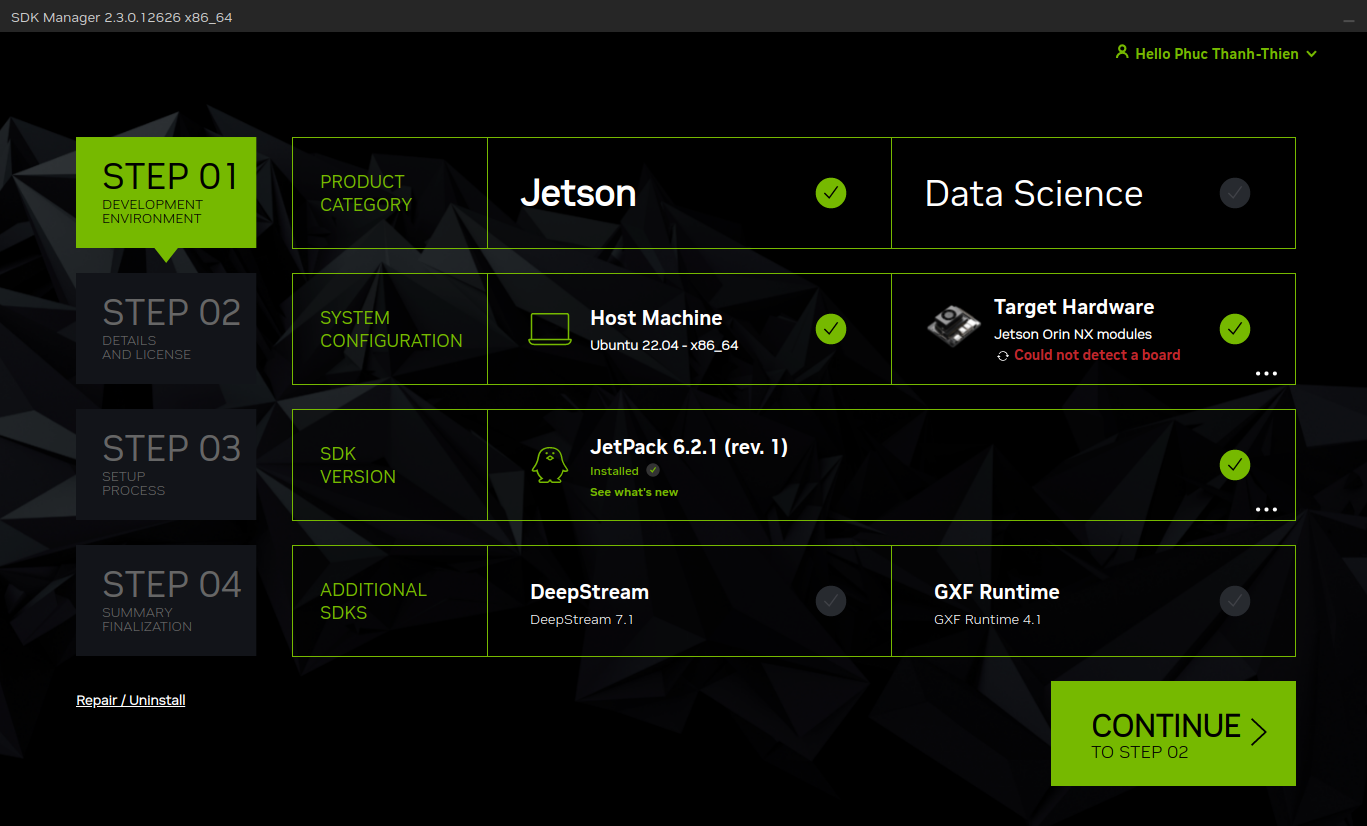 SDK Manager 2.3.0.12626 x86_64
Hello Phuc Thanh-Thien
STEP 01
DEVELOPMENT
ENVIRONMENT
PRODUCT
CATEGORY
Jetson
Data Science
STEP 02
DETAILS
AND LICENSE
SYSTEM
CONFIGURATION
Host Machine
Ubuntu 22.04 - x86_64
Target Hardware
Jetson Orin NX modules
Could not detect a board
STEP 03
SETUP
PROCESS
SDK
VERSION
JetPack 6.2.1 (rev. 1)
Installed
See what's new
STEP 04
SUMMARY
FINALIZATION
ADDITIONAL
SDKS
DeepStream
DeepStream 7.1
GXF Runtime
GXF Runtime 4.1
Repair / Uninstall
CONTINUE
TO STEP 02